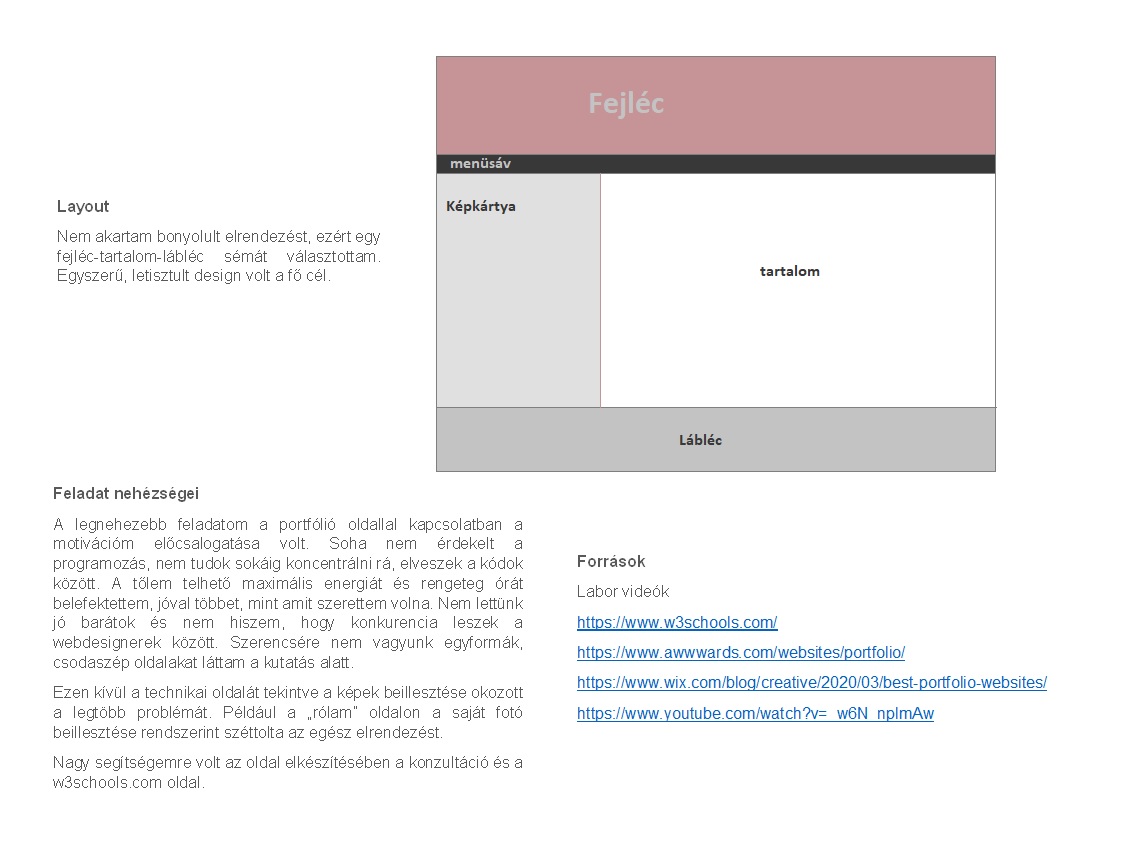 Fejléc
menüsáv
Képkártya
tartalom
Lábléc
Layout
Nem akartam bonyolult elrendezést, ezért egy
fejléc-tartalom-lábléc sémát választottam.
Egyszerű, letisztult design volt a fő cél.
Feladat nehézségei
A legnehezebb feladatom a portfólió oldallal kapcsolatban a
motivációm előcsalogatása volt. Soha nem érdekelt a
programozás, nem tudok sokáig koncentrálni rá, elveszek a kódok
között. A tőlem telhető maximális energiát és rengeteg órát
belefektettem, jóval többet, mint amit szerettem volna. Nem lettünk
jó barátok és nem hiszem, hogy konkurencia leszek a
webdesignerek között. Szerencsére nem vagyunk egyformák,
csodaszép oldalakat láttam a kutatás alatt.
Ezen kívül a technikai oldalát tekintve a képek beillesztése okozott
a legtöbb problémát. Például a „rólam” oldalon a saját fotó
beillesztése rendszerint széttolta az egész elrendezést.
Nagy segítségemre volt az oldal elkészítésében a konzultáció és a
w3schools.com oldal.
Források
Labor videók
https://www.w3schools.com/
https://www.awwwards.com/websites/portfolio/
https://www.wix.com/blog/creative/2020/03/best-portfolio-websites/
https://www.youtube.com/watch?v=_w6N_nplmAw